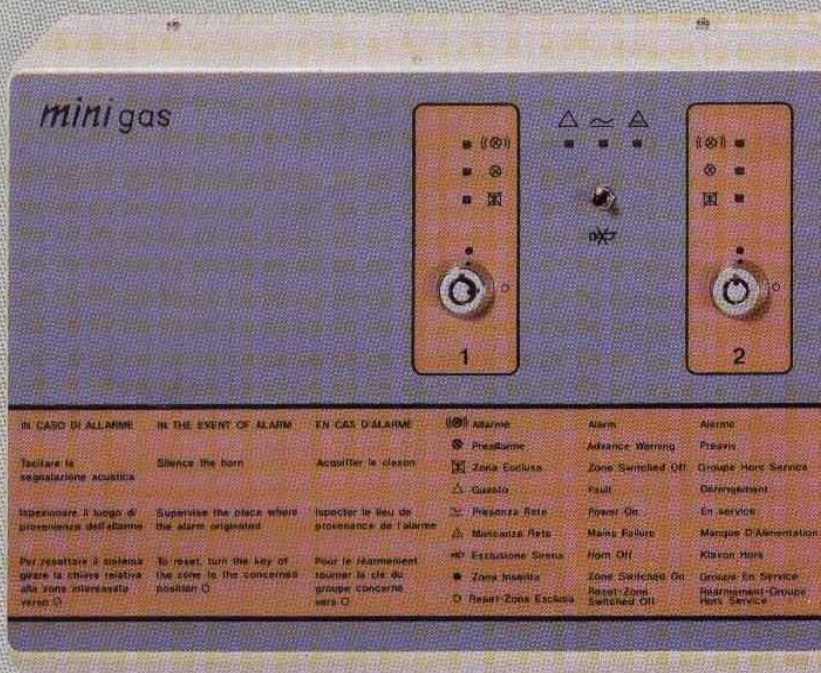 mini gas
1
2
IN CASO DI ALLARME
Tacitare la
segnalazione acustica
Ispezionare il luogo di
provenienza dell'allarme
Per resettare il sistema
girare la chiave relativa
alla zona interessata
verso O
IN THE EVENT OF ALARM
Silence the horn
Supervise the place where
the alarm originated
To reset, turn the key of
the zone to the concerned
position O
EN CAS D'ALARME
Acquitter le claxon
Ispecter le lieu de
provenance de l'alarme
Pour le réarmement
tourner la clé du
groupe concerné
vers O
Allarme Alarm Alarme
Preallarme Advance Warning Préavis
Zona Esclusa Zone Switched Off Groupe Hors Service
Guasto Fault Dérangement
Presenza Rete Power On En service
Mancanza Rete Mains Failure Manque D'Alimentation
Esclusione Sirena Horn Off Klaxon Hors
Zona Inserita Zone Switched On Groupe En Service
Reset-Zona Esclusa Reset-Zone Switched Off Réarmement-Groupe Hors Service